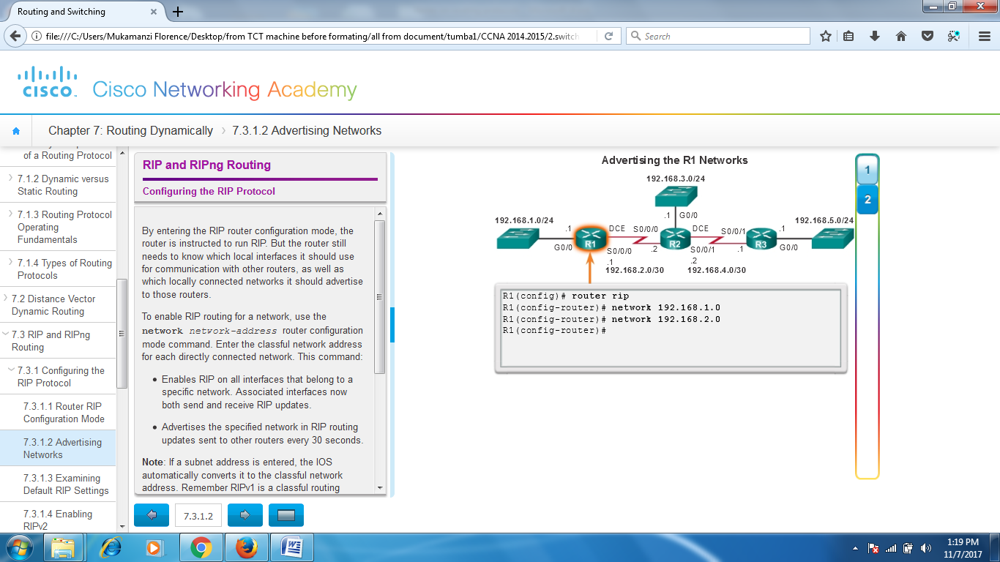 Routing and Switching
file:///C:/Users/Mukamanzi Florence/Desktop/from TCT machine before formating/all from document/tumba1/CCNA 2014.2015/2.switch
Search
CISCO
Cisco Networking Academy
Chapter 7: Routing Dynamically
7.3.1.2 Advertising Networks
of a Routing Protocol
7.1.2 Dynamic versus
Static Routing
7.1.3 Routing Protocol
Operating
Fundamentals
7.1.4 Types of Routing
Protocols
7.2 Distance Vector
Dynamic Routing
7.3 RIP and RIPng
Routing
7.3.1 Configuring the
RIP Protocol
7.3.1.1 Router RIP
Configuration Mode
7.3.1.2 Advertising
Networks
7.3.1.3 Examining
Default RIP Settings
7.3.1.4 Enabling
RIPv2
RIP and RIPng Routing
Configuring the RIP Protocol
By entering the RIP router configuration mode, the
router is instructed to run RIP. But the router still
needs to know which local interfaces it should use
for communication with other routers, as well as
which locally connected networks it should advertise
to those routers.
To enable RIP routing for a network, use the
network network-address router configuration
mode command. Enter the classful network address
for each directly connected network. This command:
• Enables RIP on all interfaces that belong to a
specific network. Associated interfaces now
both send and receive RIP updates.
• Advertises the specified network in RIP routing
updates sent to other routers every 30 seconds.
Note: If a subnet address is entered, the IOS
automatically converts it to the classful network
address. Remember RIPv1 is a classful routing
7.3.1.2
Advertising the R1 Networks
192.168.3.0/24
.1 G0/0
192.168.1.0/24
192.168.5.0/24
.1 DCE S0/0/0 DCE S0/0/1 .1
R1 R2 R3
G0/0 S0/0/0 .2 S0/0/1 .1 G0/0
.1 .2
192.168.2.0/30 192.168.4.0/30
R1(config)# router rip
R1(config-router)# network 192.168.1.0
R1(config-router)# network 192.168.2.0
R1(config-router)#
1
2
1:19 PM
11/7/2017